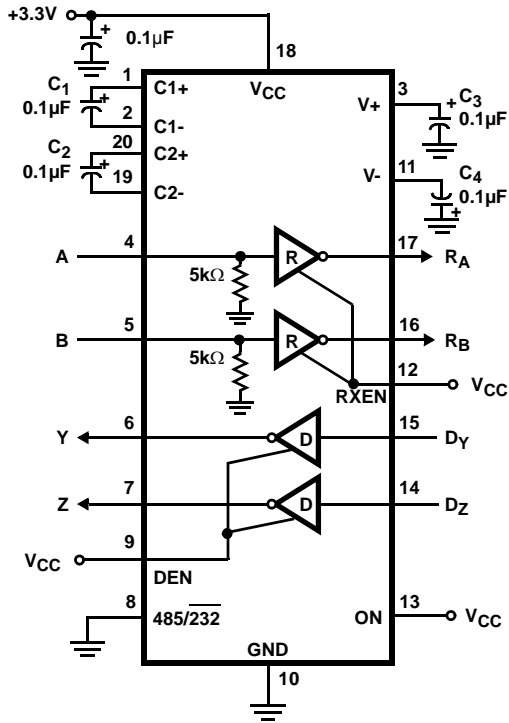 +3.3V
0.1µF
18
1
C1
0.1µF
C1+
VCC
3
2
C1-
V+
C3
0.1µF
20
C2
0.1µF
C2+
19
C2-
V-
11
C4
0.1µF
A
4
R
17
RA
5kΩ
B
5
R
16
RB
5kΩ
12
RXEN
VCC
Y
6
D
15
DY
Z
7
D
14
DZ
VCC
9
DEN
8
485/232
ON
13
VCC
GND
10